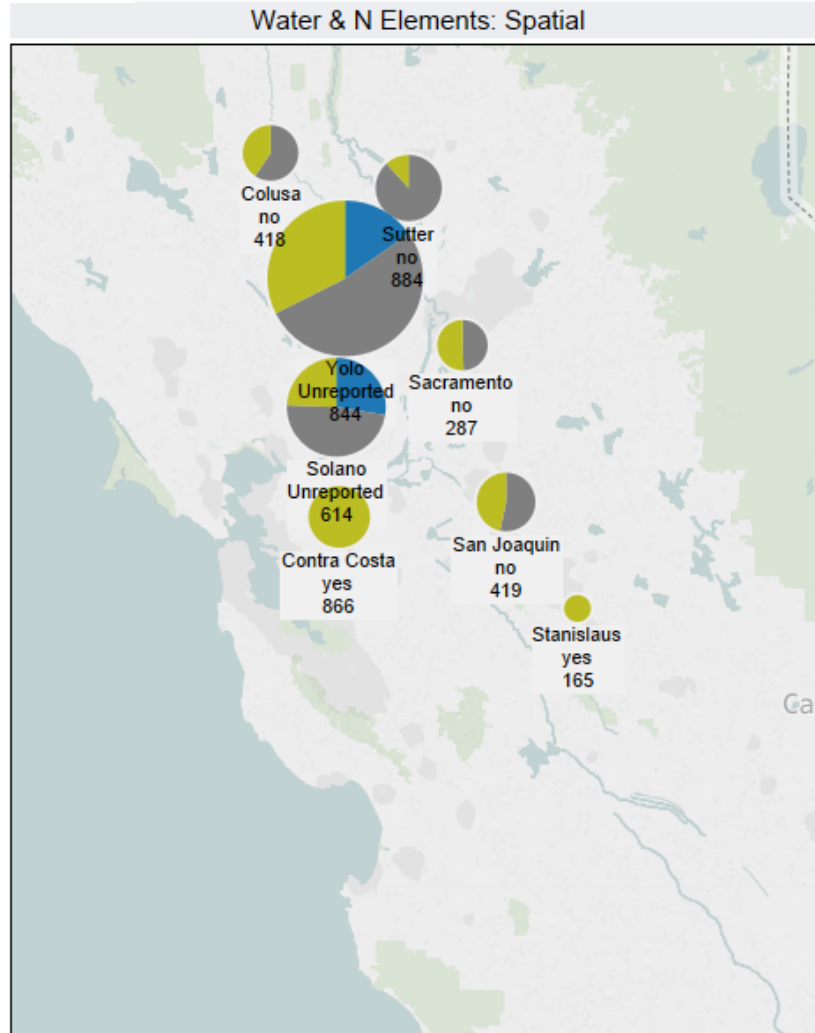 Water & N Elements: Spatial
Colusa
no
418
Sutter
no
884
Yolo
Unreported
844
Sacramento
no
287
Solano
Unreported
614
Contra Costa
yes
866
San Joaquin
no
419
Stanislaus
yes
165
Ca